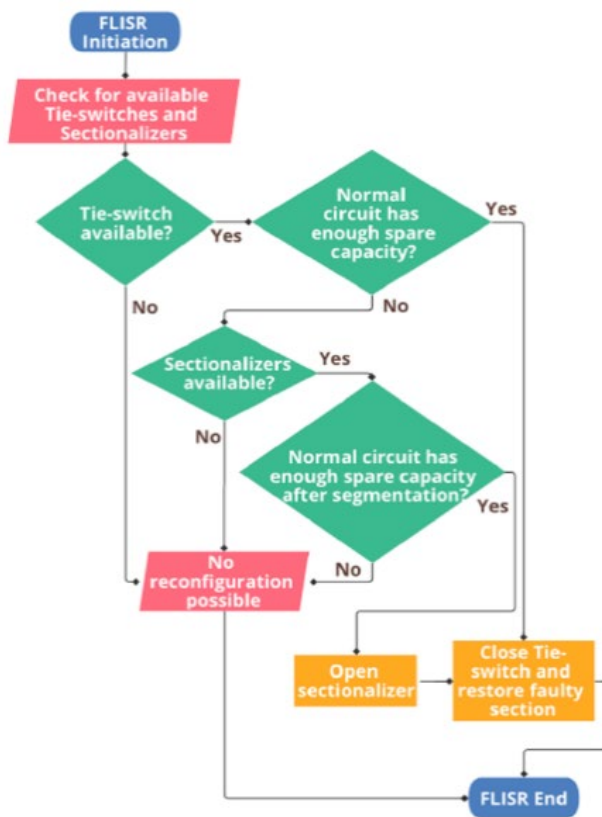 FLISR
Initiation
Check for available
Tie-switches and
Sectionalizers
Tie-switch
available?
Yes
Normal
circuit has
enough spare
capacity?
Yes
No
No
Sectionalizers
available?
Yes
No
Normal circuit has
enough spare capacity
after segmentation?
Yes
No
No
reconfiguration
possible
Open
sectionalizer
Close Tie-
switch and
restore faulty
section
FLISR End